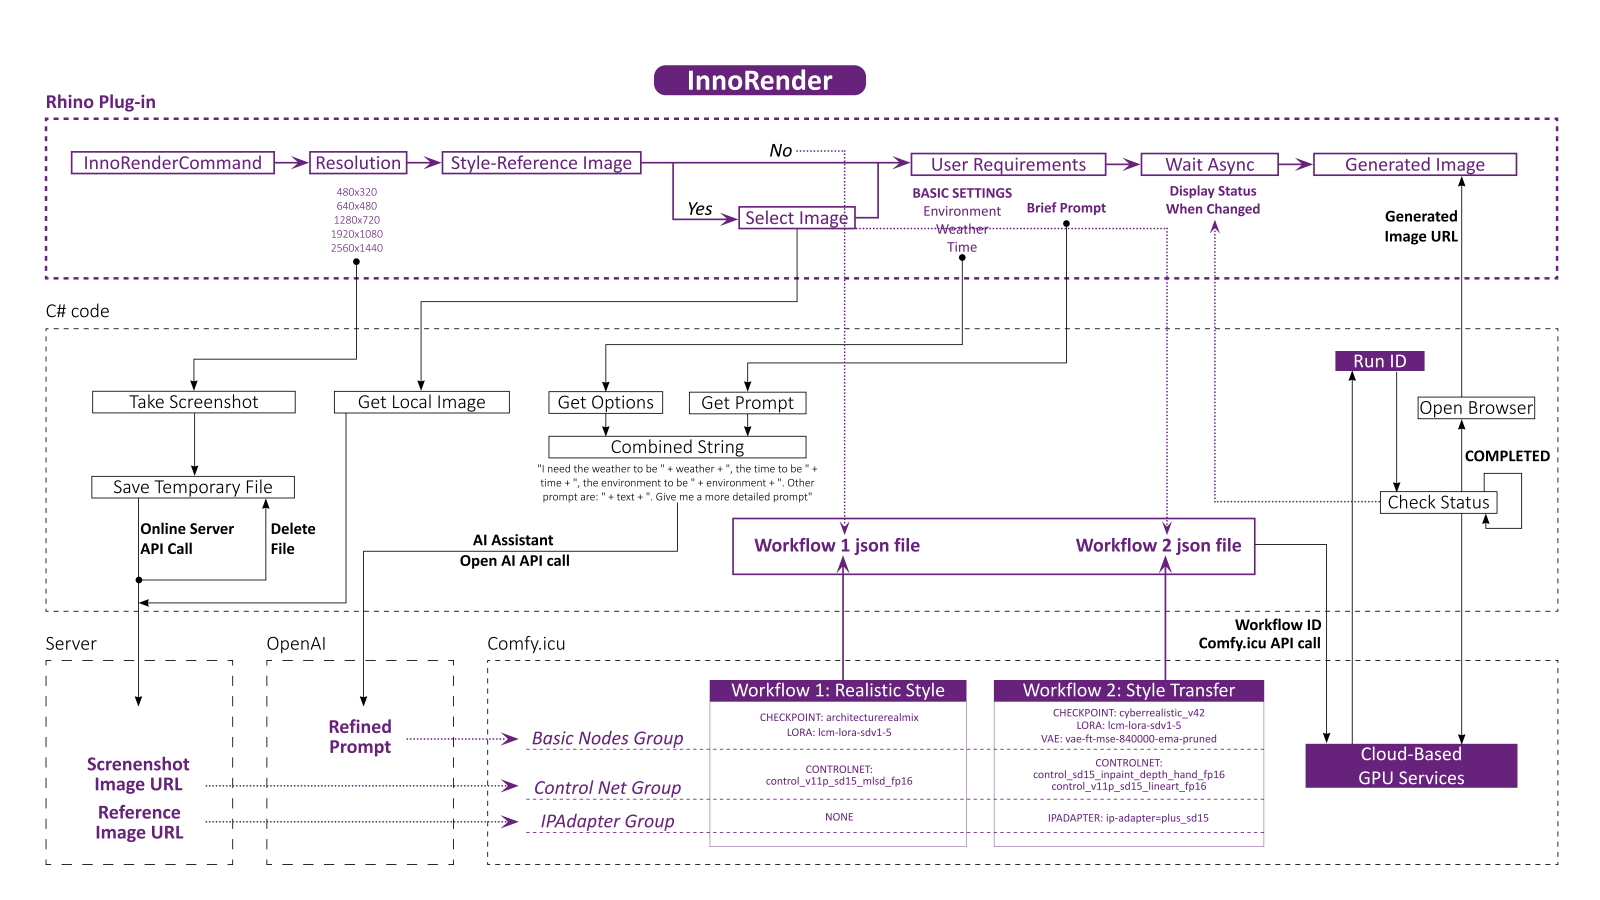 InnoRender
Rhino Plug-in
InnoRenderCommand
Resolution
Style-Reference Image
No
User Requirements
Wait Async
Generated Image
480x320
640x480
1280x720
1920x1080
2560x1440
Yes
Select Image
BASIC SETTINGS
Environment
Weather
Time
Brief Prompt
Display Status
When Changed
Generated
Image URL
C# code
Take Screenshot
Get Local Image
Get Options
Get Prompt
Run ID
Open Browser
Combined String
"I need the weather to be " + weather + ", the time to be " +
time + ", the environment to be " + environment + ". Other
prompt are: " + text + ". Give me a more detailed prompt"
COMPLETED
Save Temporary File
Check Status
Online Server
API Call
Delete
File
AI Assistant
Open AI API call
Workflow 1 json file
Workflow 2 json file
Workflow ID
Comfy.icu API call
Server
OpenAI
Comfy.icu
Workflow 1: Realistic Style
Workflow 2: Style Transfer
Refined
Prompt
Basic Nodes Group
CHECKPOINT: architecturerealmix
LORA: lcm-lora-sdv1-5
CHECKPOINT: cyberrealistic_v42
LORA: lcm-lora-sdv1-5
VAE: vae-ft-mse-840000-ema-pruned
Cloud-Based
GPU Services
Screnenshot
Image URL
Control Net Group
CONTROLNET:
control_v11p_sd15_mlsd_fp16
CONTROLNET:
control_sd15_inpaint_depth_hand_fp16
control_v11p_sd15_lineart_fp16
Reference
Image URL
IPAdapter Group
NONE
IPADAPTER: ip-adapter=plus_sd15